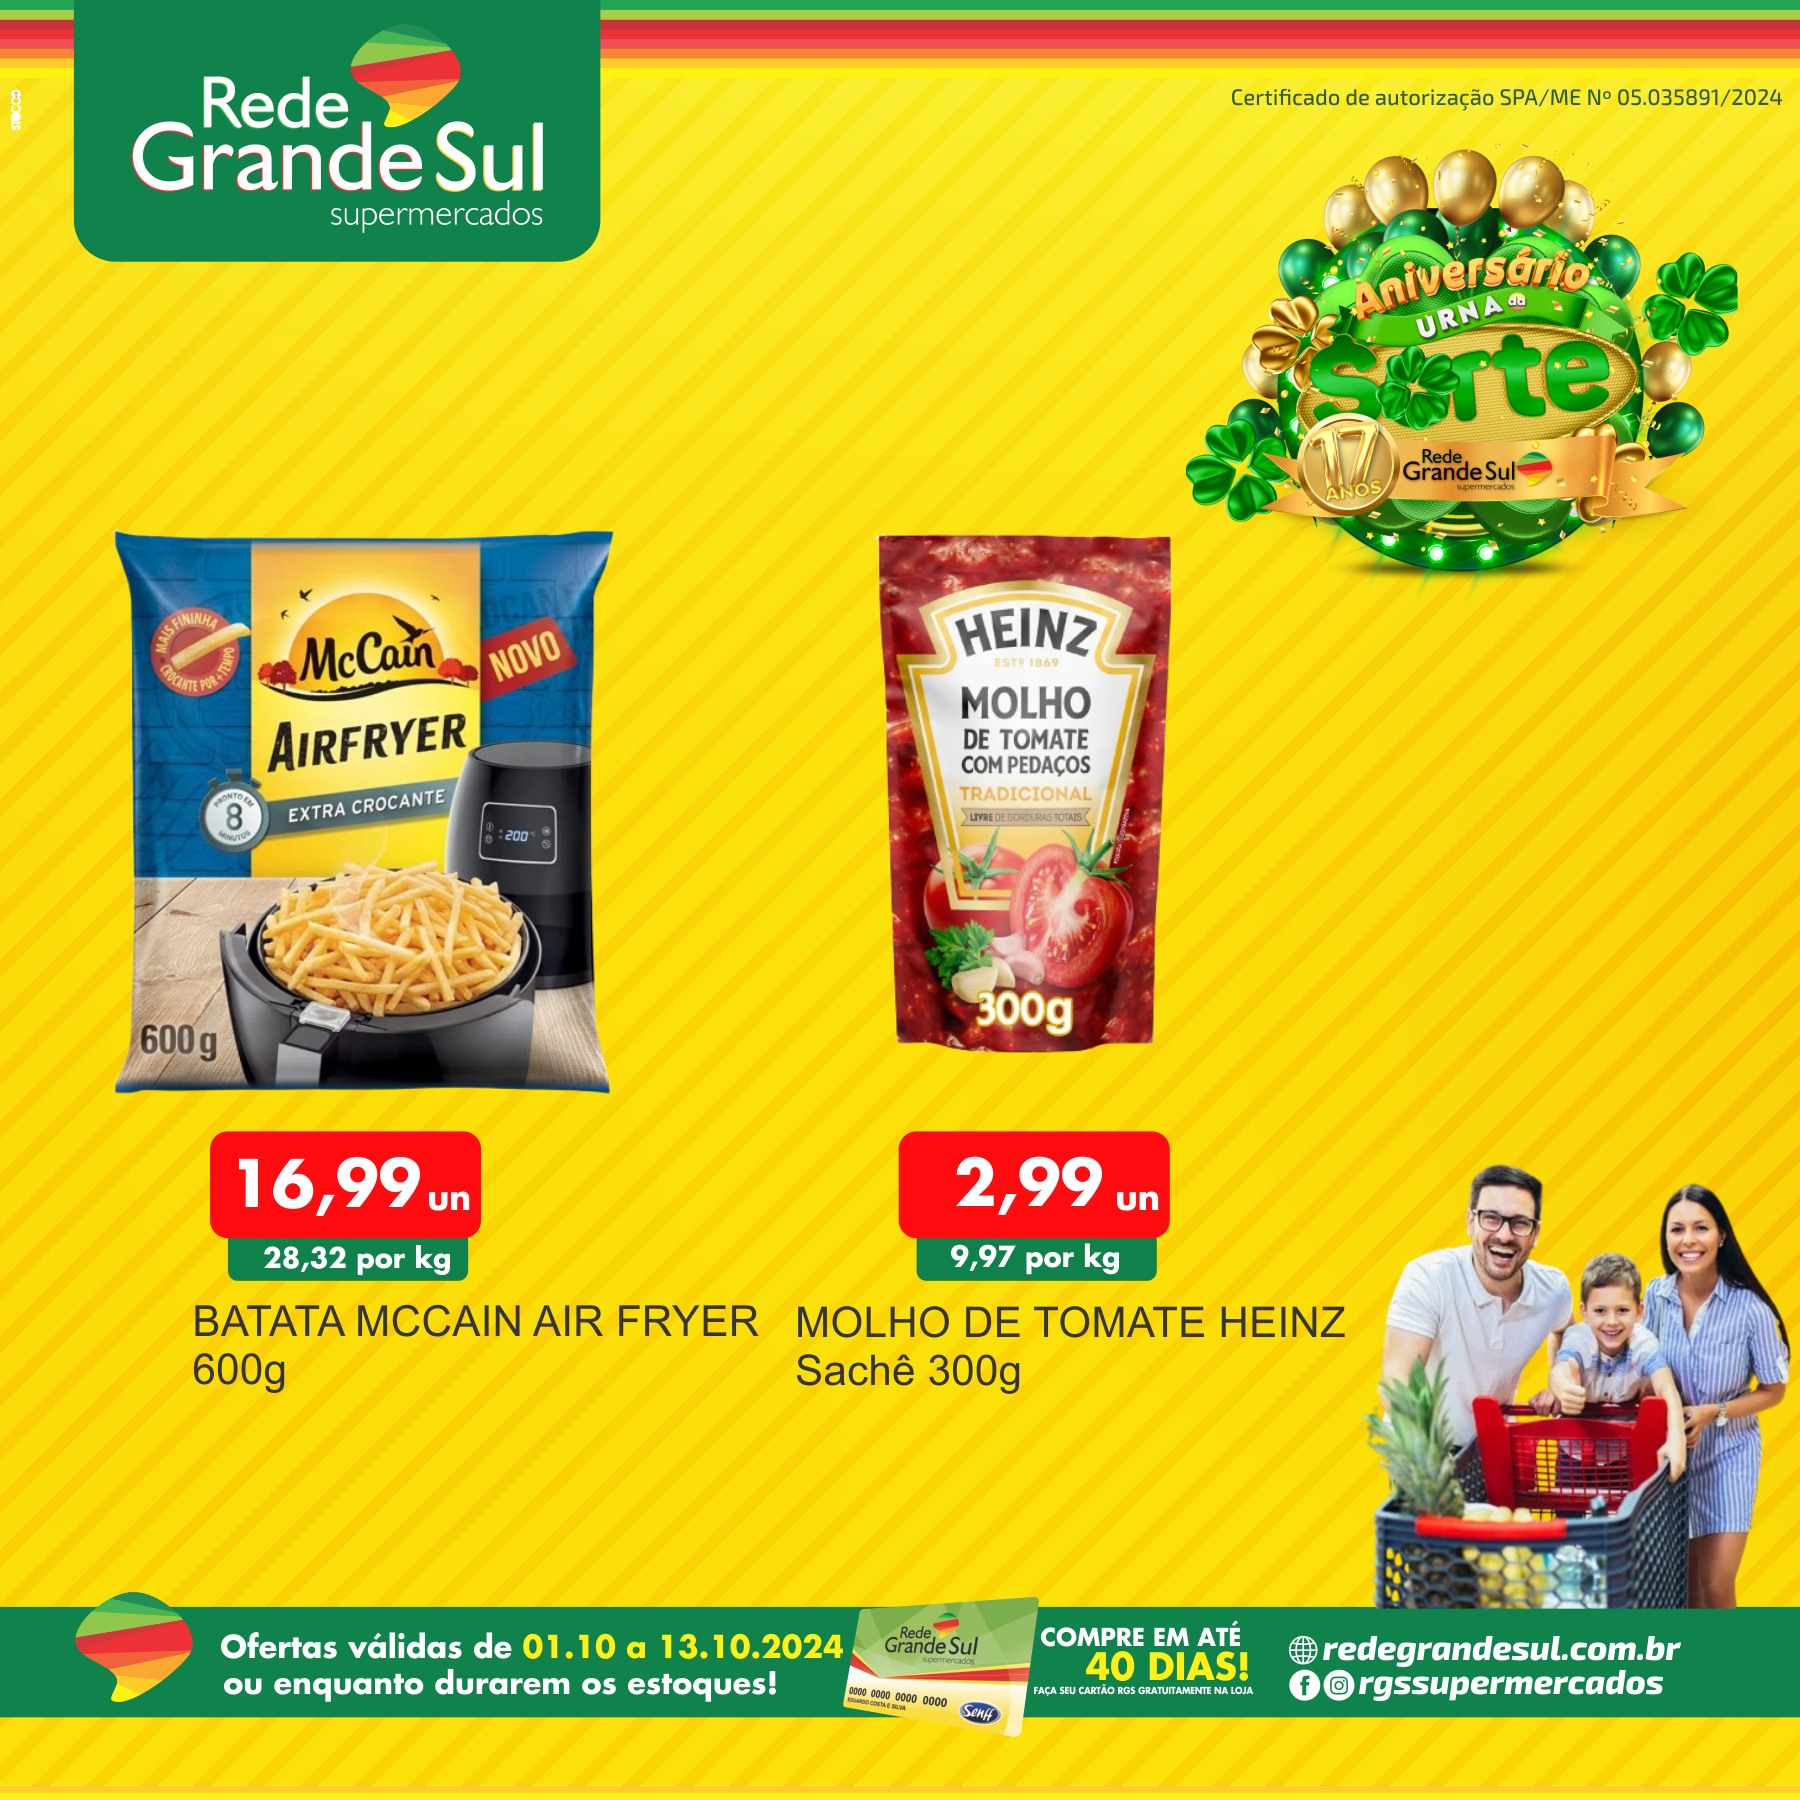 Rede
Grande Sul
supermercados
STOCCO
Certificado de autorização SPA/ME Nº 05.035891/2024
Aniversário
URNA da
Sorte
17
ANOS
Rede
Grande Sul
supermercados
MAIS FININHA
CROCANTE POR + TEMPO
McCain
NOVO
AIRFRYER
PRONTO EM
8
MINUTOS
EXTRA CROCANTE
200°
600 g
HEINZ
ESTD 1869
MOLHO
DE TOMATE
COM PEDAÇOS
TRADICIONAL
LIVRE DE GORDURAS TOTAIS
300g
16,99 un
28,32 por kg
BATATA MCCAIN AIR FRYER
600g
2,99 un
9,97 por kg
MOLHO DE TOMATE HEINZ
Sachê 300g
Ofertas válidas de 01.10 a 13.10.2024
ou enquanto durarem os estoques!
Rede
Grande Sul
supermercados
0000 0000 0000 0000
EDUARDO COSTA E SILVA
Senff
COMPRE EM ATÉ
40 DIAS!
FAÇA SEU CARTÃO RGS GRATUITAMENTE NA LOJA
redegrandesul.com.br
rgssupermercados